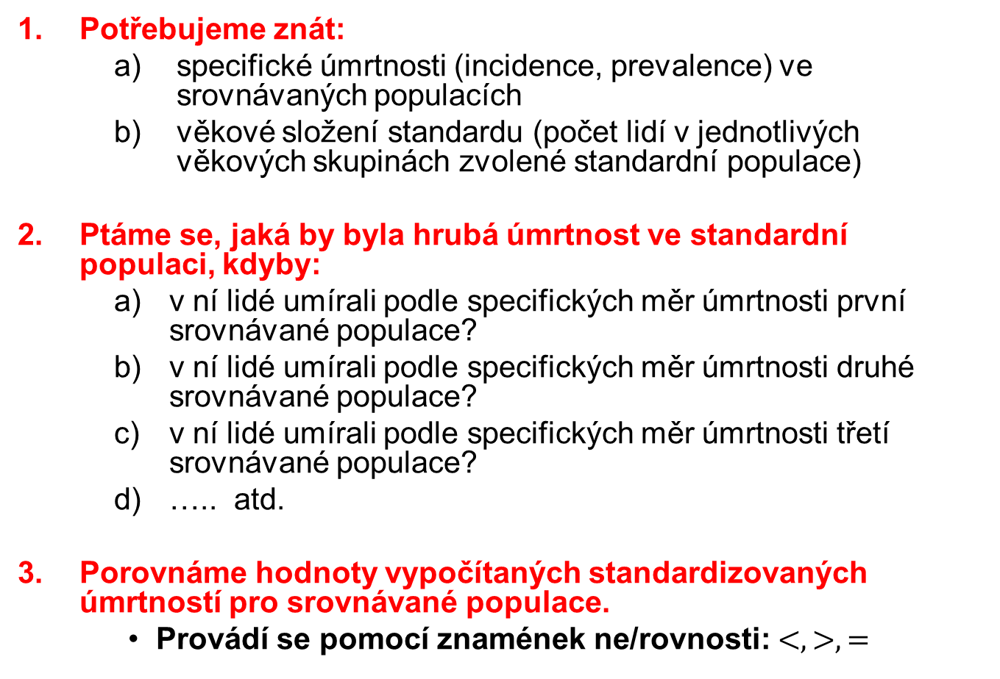 1. Potřebujeme znát:
a) specifické úmrtnosti (incidence, prevalence) ve
srovnávaných populacích
b) věkové složení standardu (počet lidí v jednotlivých
věkových skupinách zvolené standardní populace)
2. Ptáme se, jaká by byla hrubá úmrtnost ve standardní
populaci, kdyby:
a) v ní lidé umírali podle specifických měr úmrtnosti první
srovnávané populace?
b) v ní lidé umírali podle specifických měr úmrtnosti druhé
srovnávané populace?
c) v ní lidé umírali podle specifických měr úmrtnosti třetí
srovnávané populace?
d) ….. atd.
3. Porovnáme hodnoty vypočítaných standardizovaných
úmrtností pro srovnávané populace.
• Provádí se pomocí znamének ne/rovnosti: <, >, =